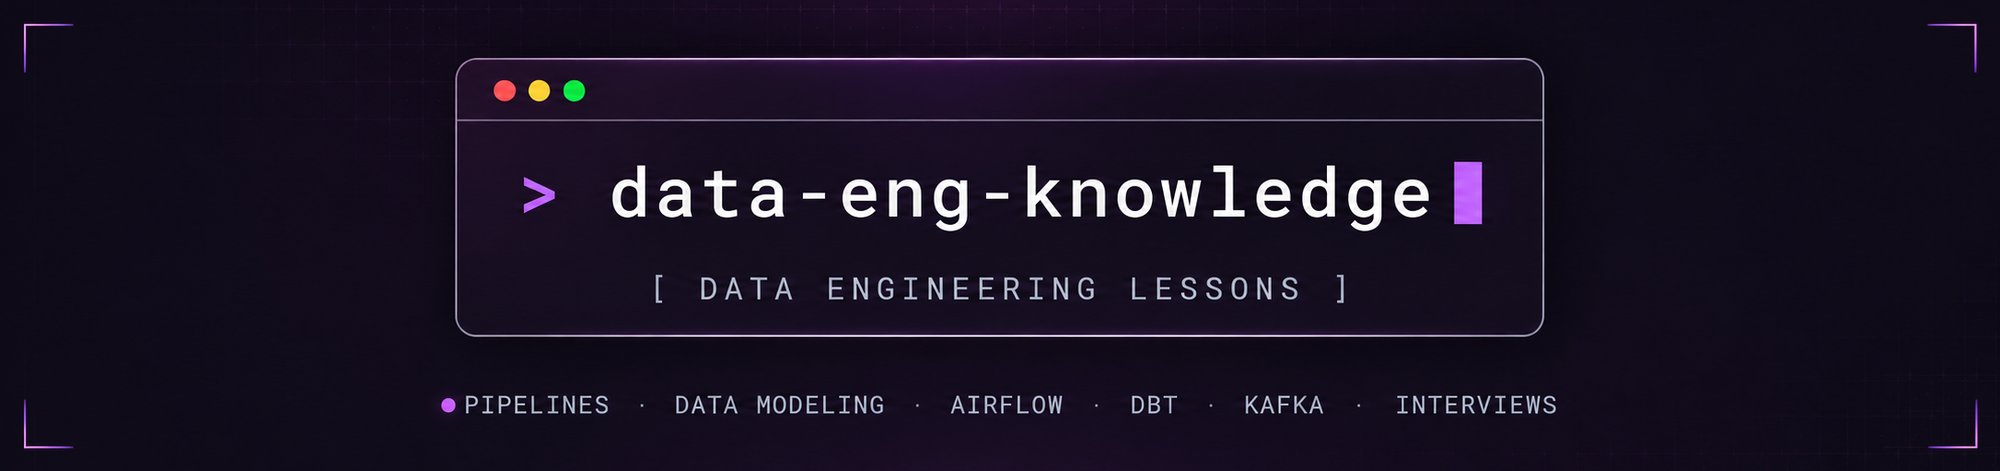 > data-eng-knowledge
[ DATA ENGINEERING LESSONS ]
PIPELINES · DATA MODELING · AIRFLOW · DBT · KAFKA · INTERVIEWS